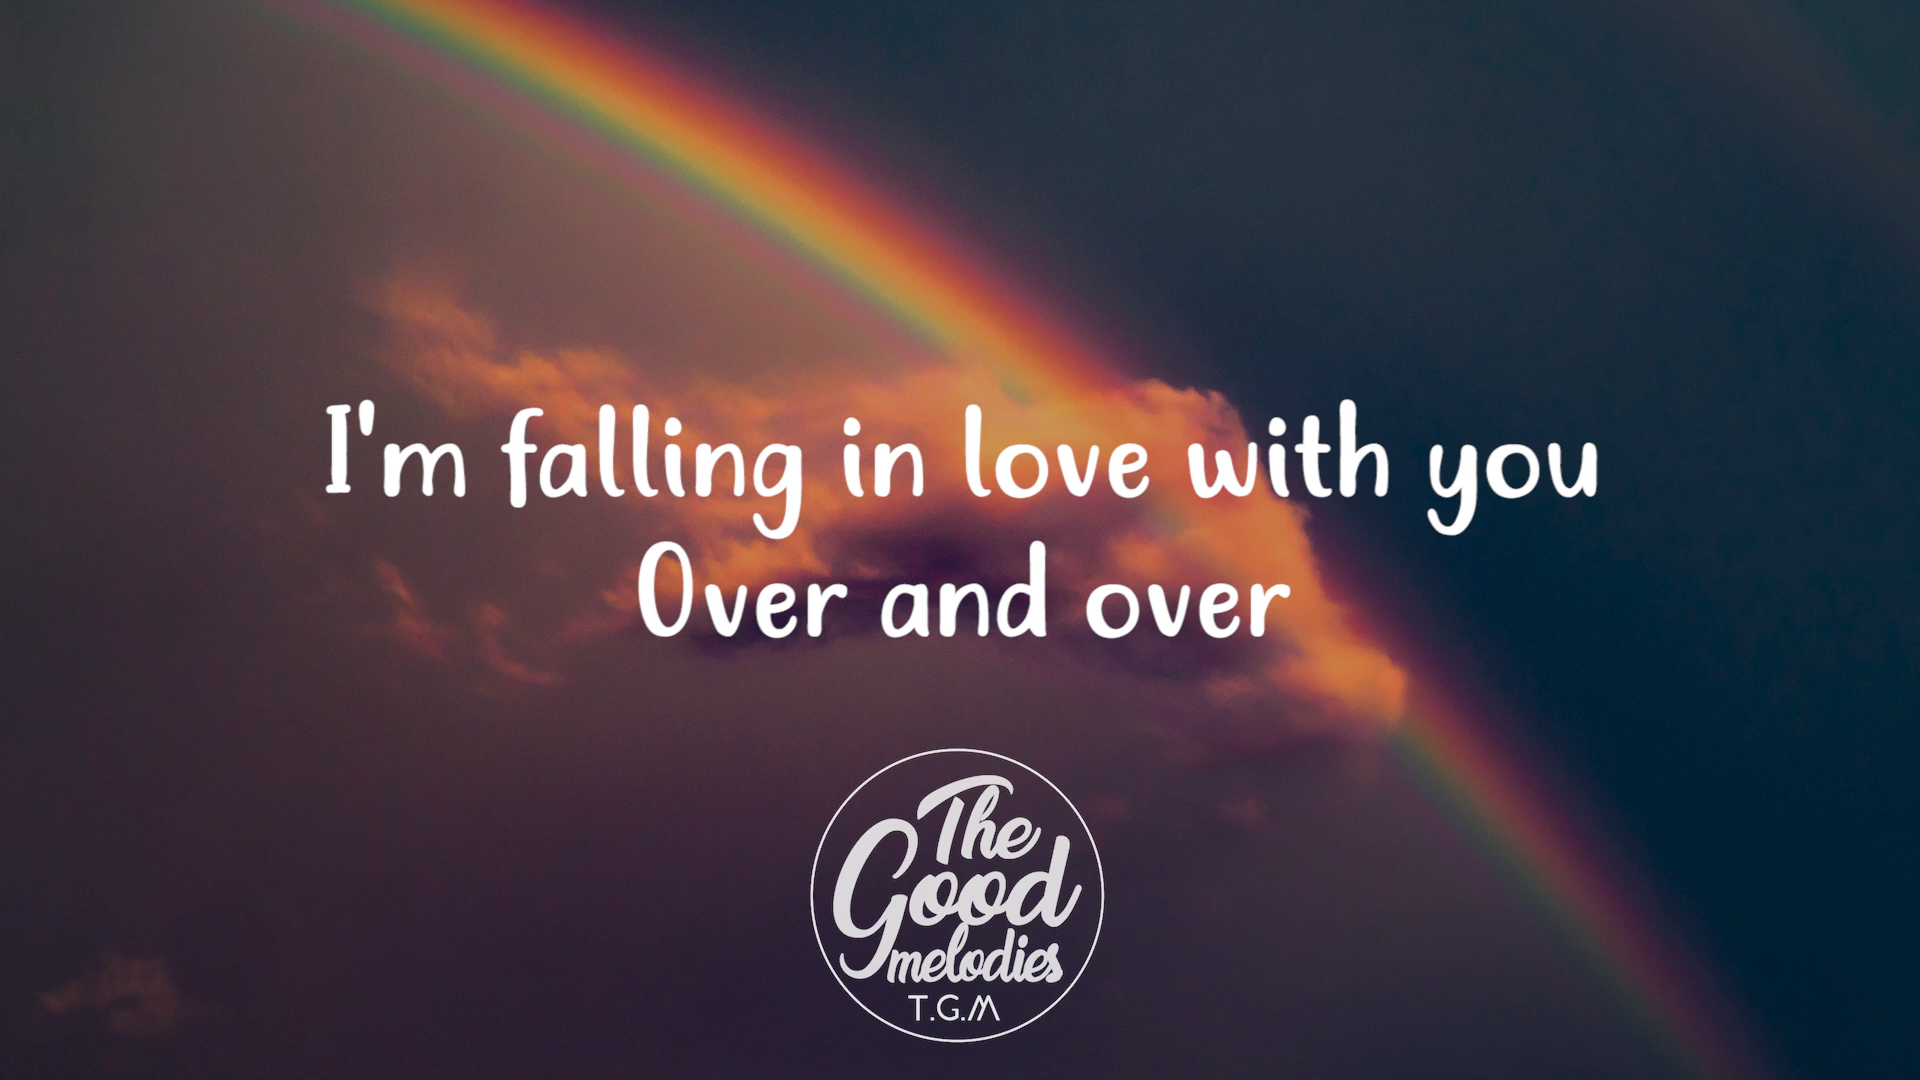 I'm falling in love with you
Over and over
The
Good
melodies
T.G.M